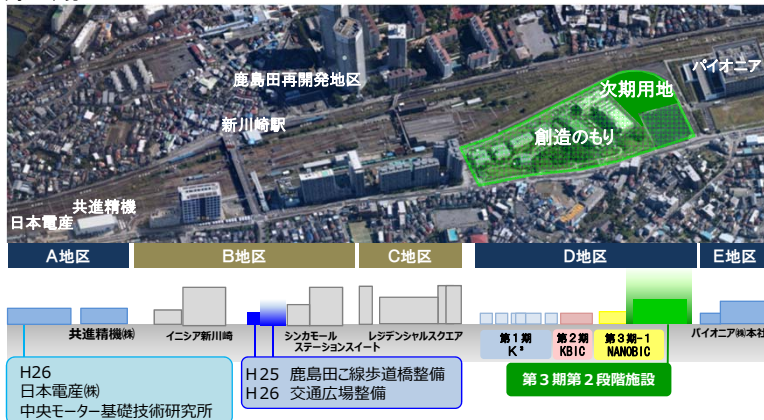 パイオニア
鹿島田再開発地区
次期用地
新川崎駅
創造のもり
共進精機
日本電産
A地区
B地区
C地区
D地区
E地区
共進精機㈱
イニシア新川崎
シンカモール
ステーションスイート
レジデンシャルスクエア
第1期
K²
第2期
KBIC
第3期-1
NANOBIC
パイオニア㈱本社
第3期第2段階施設
H26
日本電産㈱
中央モーター基礎技術研究所
H25 鹿島田こ線歩道橋整備
H26 交通広場整備